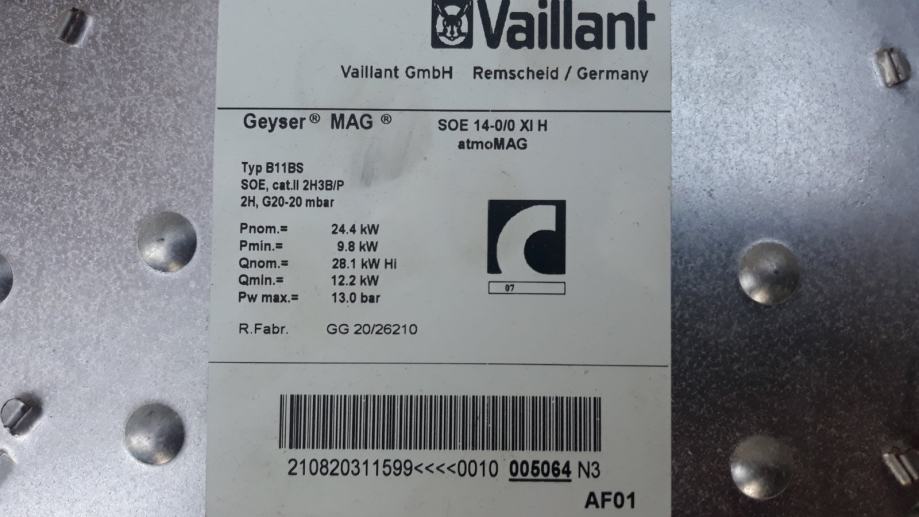 Vaillant
Vaillant GmbH Remscheid / Germany
Geyser® MAG® SOE 14-0/0 XI H
atmoMAG
Typ B11BS
SOE, cat.II 2H3B/P
2H, G20-20 mbar
Pnom.= 24.4 kW
Pmin.= 9.8 kW
Qnom.= 28.1 kW Hi
Qmin.= 12.2 kW
Pw max.= 13.0 bar
07
R.Fabr. GG 20/26210
210820311599<<<<0010 005064 N3
AF01